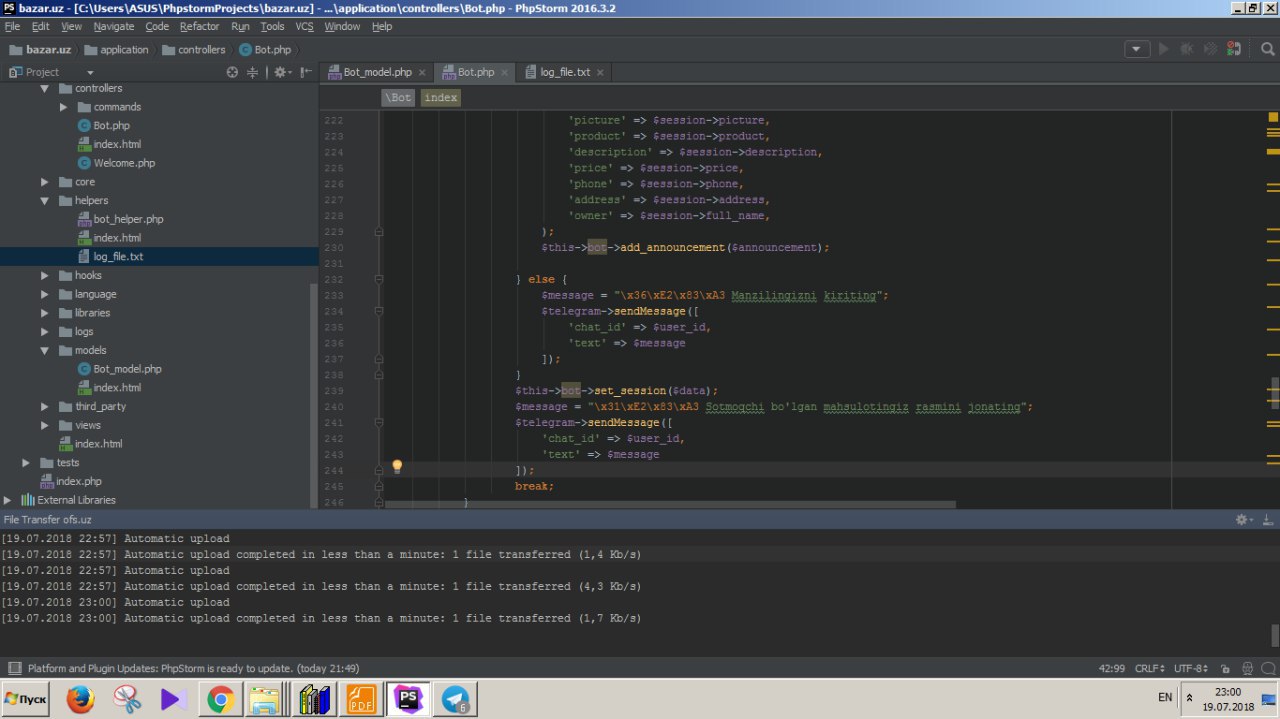 bazar.uz - [C:\Users\ASUS\PhpstormProjects\bazar.uz] - ...\application\controllers\Bot.php - PhpStorm 2016.3.2
File Edit View Navigate Code Refactor Run Tools VCS Window Help
bazar.uz application controllers Bot.php
Project
Bot_model.php Bot.php log_file.txt
\Bot index
controllers
commands
Bot.php
index.html
Welcome.php
core
helpers
bot_helper.php
index.html
log_file.txt
hooks
language
libraries
logs
models
Bot_model.php
index.html
third_party
views
index.html
tests
index.php
External Libraries
222 'picture' => $session->picture,
223 'product' => $session->product,
224 'description' => $session->description,
225 'price' => $session->price,
226 'phone' => $session->phone,
227 'address' => $session->address,
228 'owner' => $session->full_name,
229 );
230 $this->bot->add_announcement($announcement);
231
232 } else {
233 $message = "\x36\xE2\x83\xA3 Manzilingizni kiriting";
234 $telegram->sendMessage([
235 'chat_id' => $user_id,
236 'text' => $message
237 ]);
238 }
239 $this->bot->set_session($data);
240 $message = "\x31\xE2\x83\xA3 Sotmoqchi bo'lgan mahsulotingiz rasmini jonating";
241 $telegram->sendMessage([
242 'chat_id' => $user_id,
243 'text' => $message
244 ]);
245 break;
246 }
File Transfer ofs.uz
[19.07.2018 22:57] Automatic upload
[19.07.2018 22:57] Automatic upload completed in less than a minute: 1 file transferred (1,4 Kb/s)
[19.07.2018 22:57] Automatic upload
[19.07.2018 22:57] Automatic upload completed in less than a minute: 1 file transferred (4,3 Kb/s)
[19.07.2018 23:00] Automatic upload
[19.07.2018 23:00] Automatic upload completed in less than a minute: 1 file transferred (1,7 Kb/s)
Platform and Plugin Updates: PhpStorm is ready to update. (today 21:49) 42:99 CRLF UTF-8
Пуск PDF PS 6 EN 23:00
19.07.2018